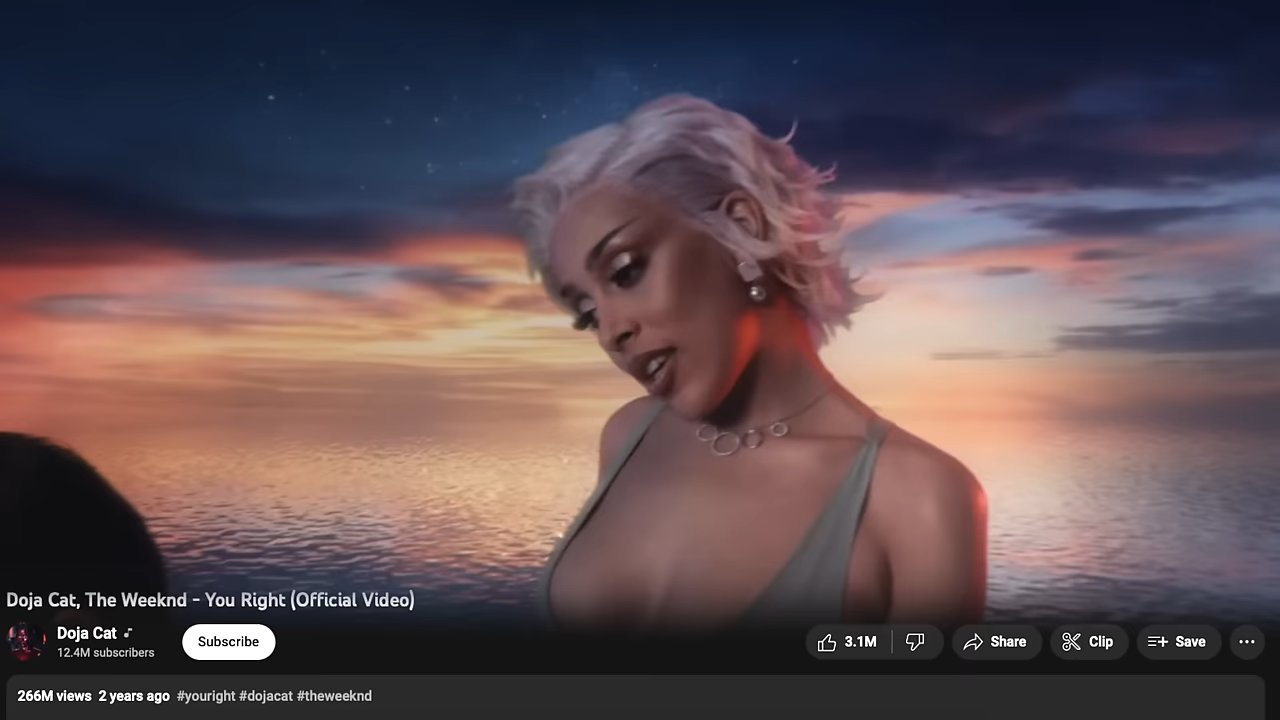 Doja Cat, The Weeknd - You Right (Official Video)
Doja Cat
12.4M subscribers
Subscribe
3.1M
Share
Clip
Save
266M views 2 years ago #youright #dojacat #theweeknd